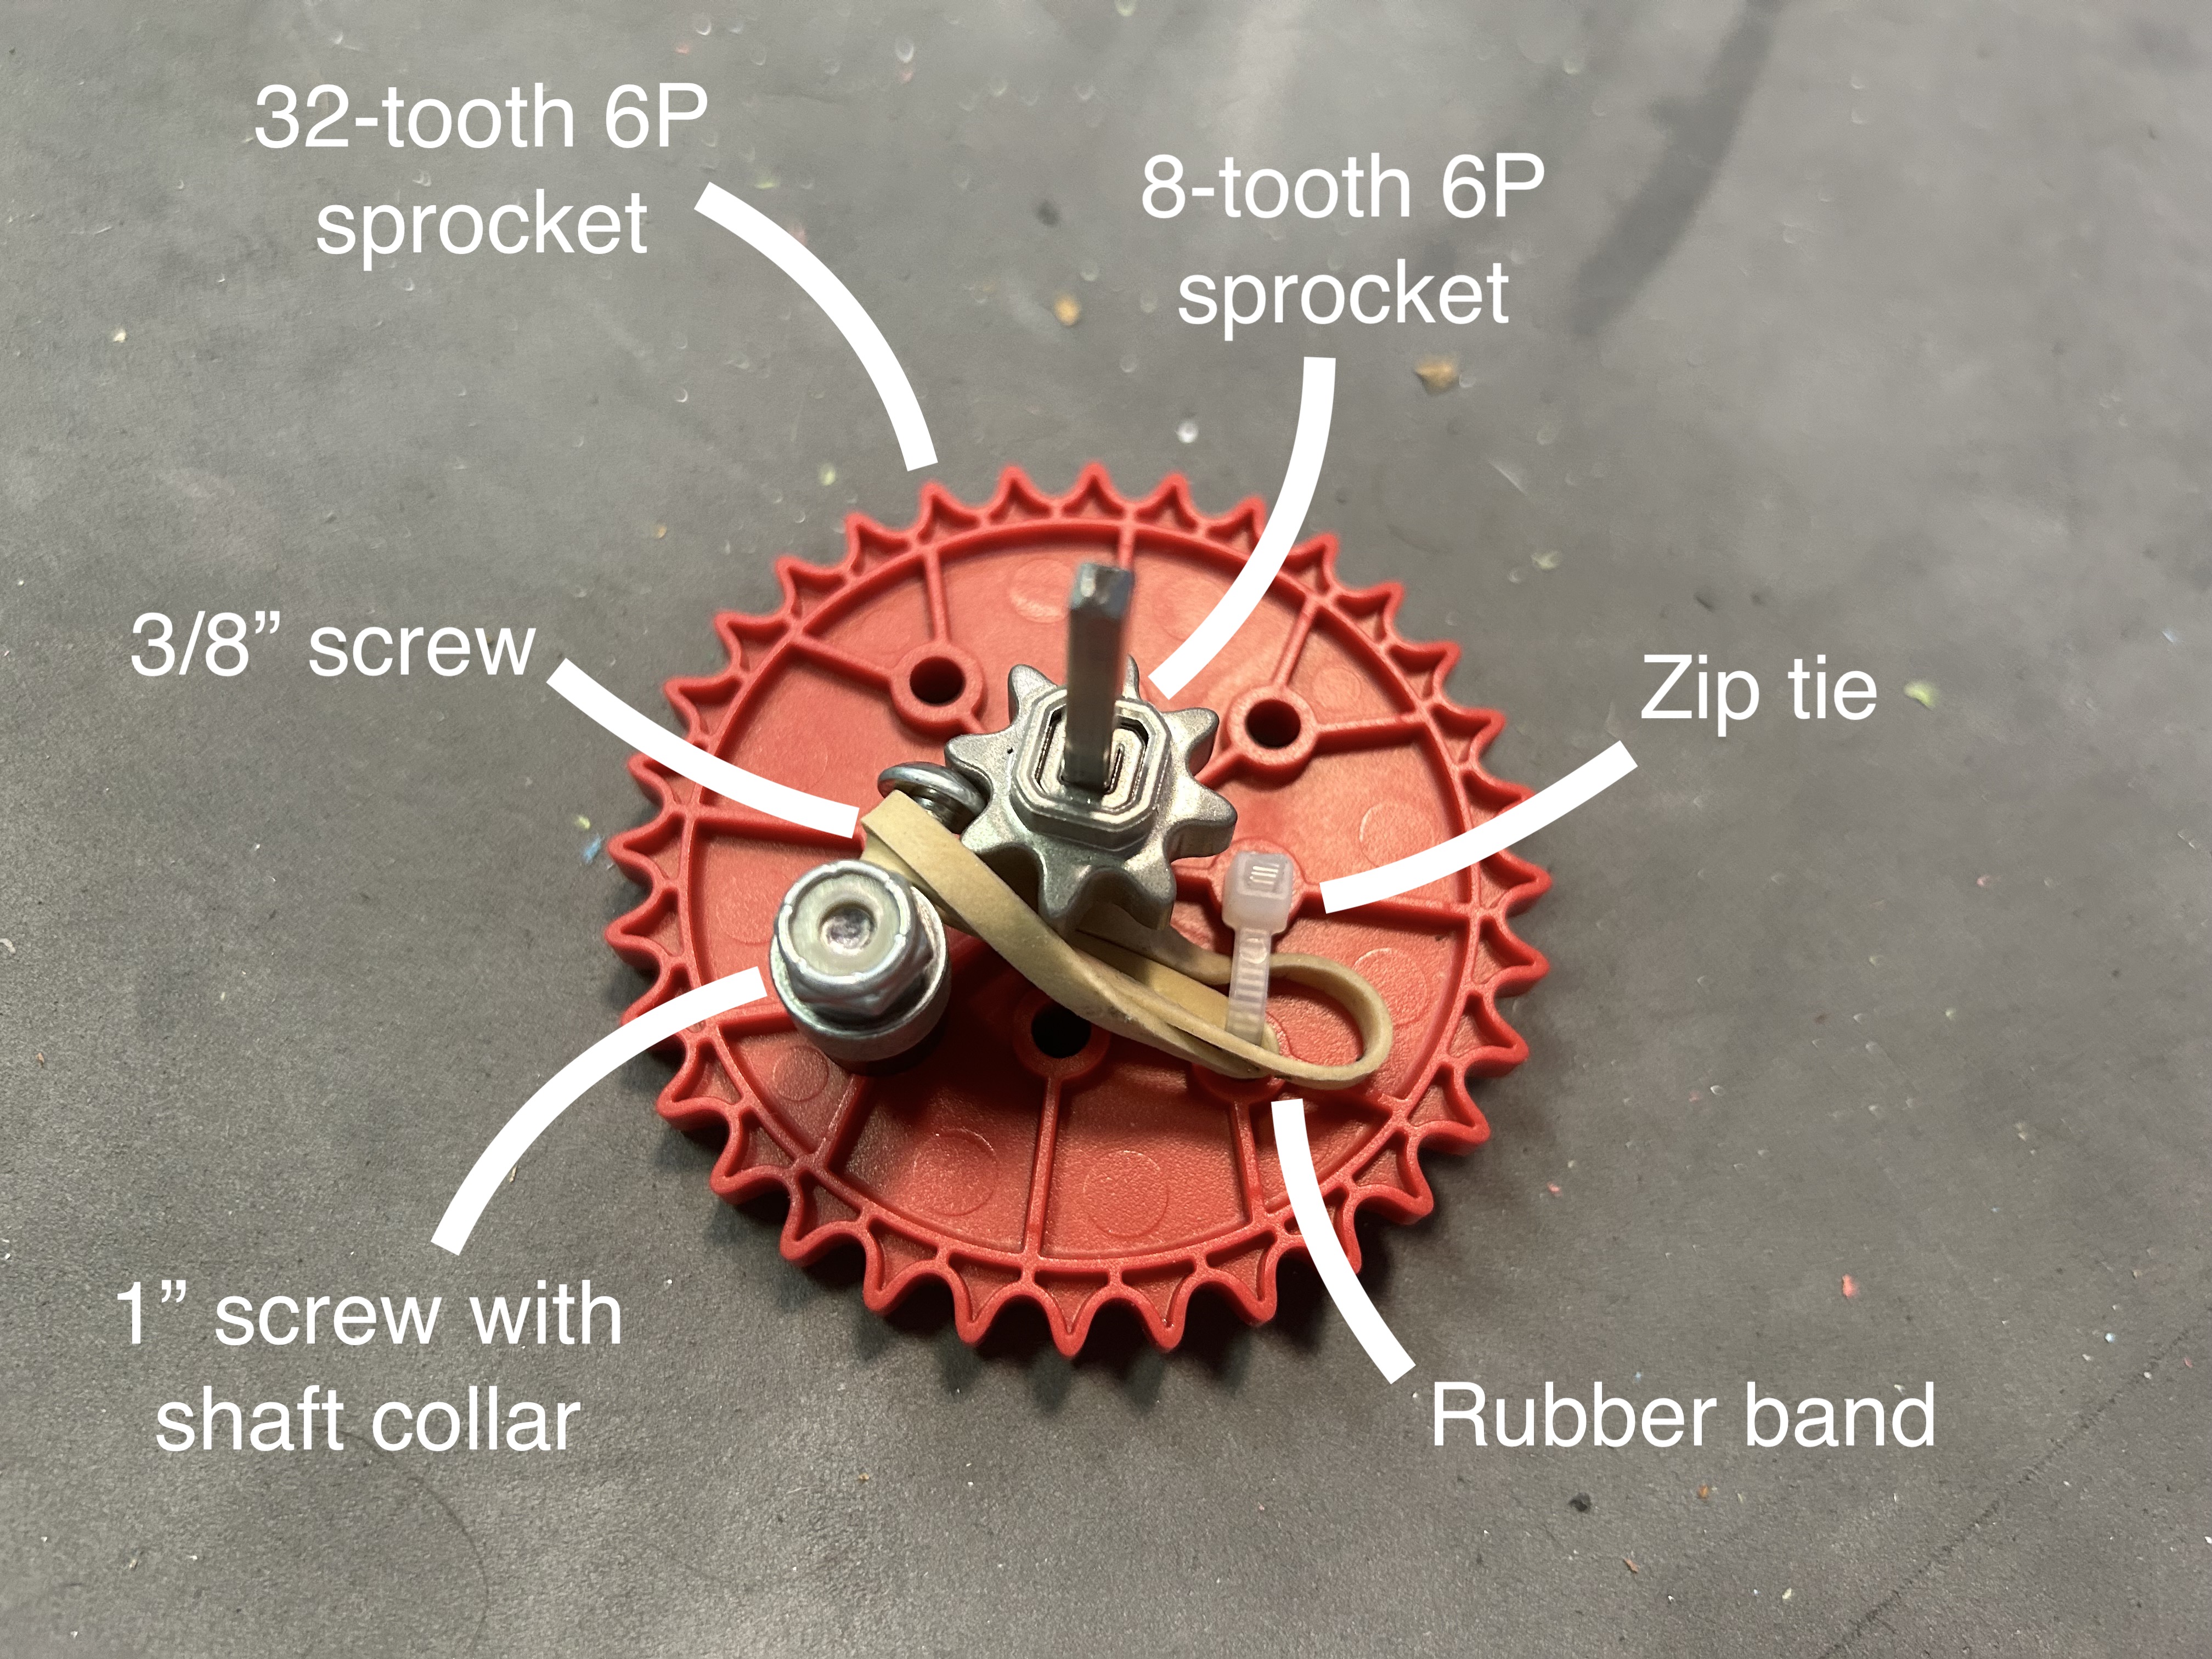 32-tooth 6P
sprocket
8-tooth 6P
sprocket
3/8” screw
Zip tie
1” screw with
shaft collar
Rubber band